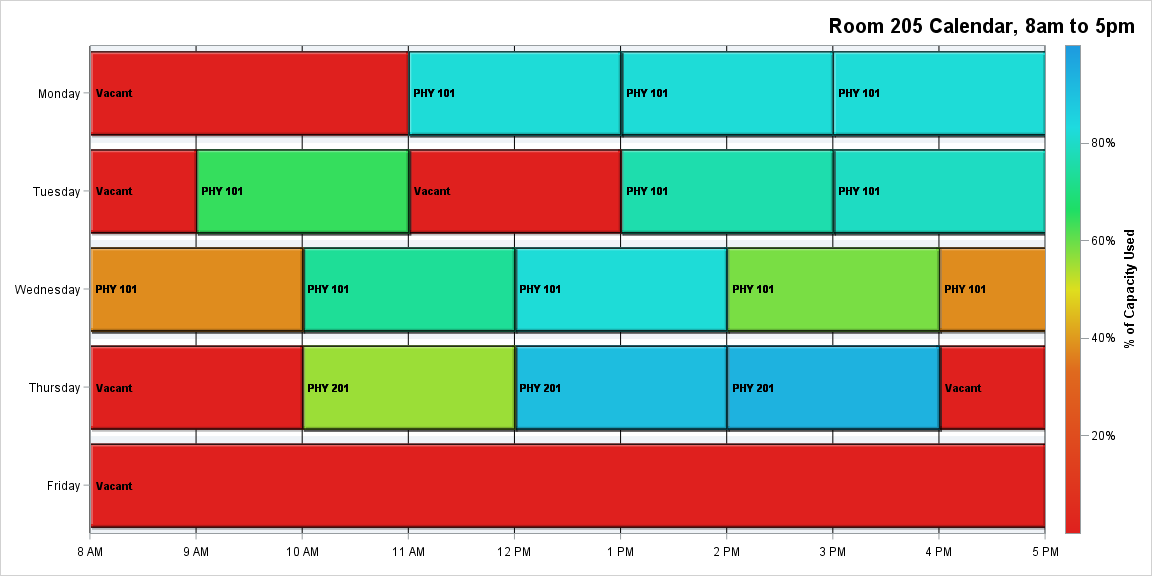 Room 205 Calendar, 8am to 5pm
Monday
Vacant
PHY 101
PHY 101
PHY 101
Tuesday
Vacant
PHY 101
Vacant
PHY 101
PHY 101
Wednesday
PHY 101
PHY 101
PHY 101
PHY 101
PHY 101
Thursday
Vacant
PHY 201
PHY 201
PHY 201
Vacant
Friday
Vacant
8 AM
9 AM
10 AM
11 AM
12 PM
1 PM
2 PM
3 PM
4 PM
5 PM
80%
60%
40%
20%
% of Capacity Used